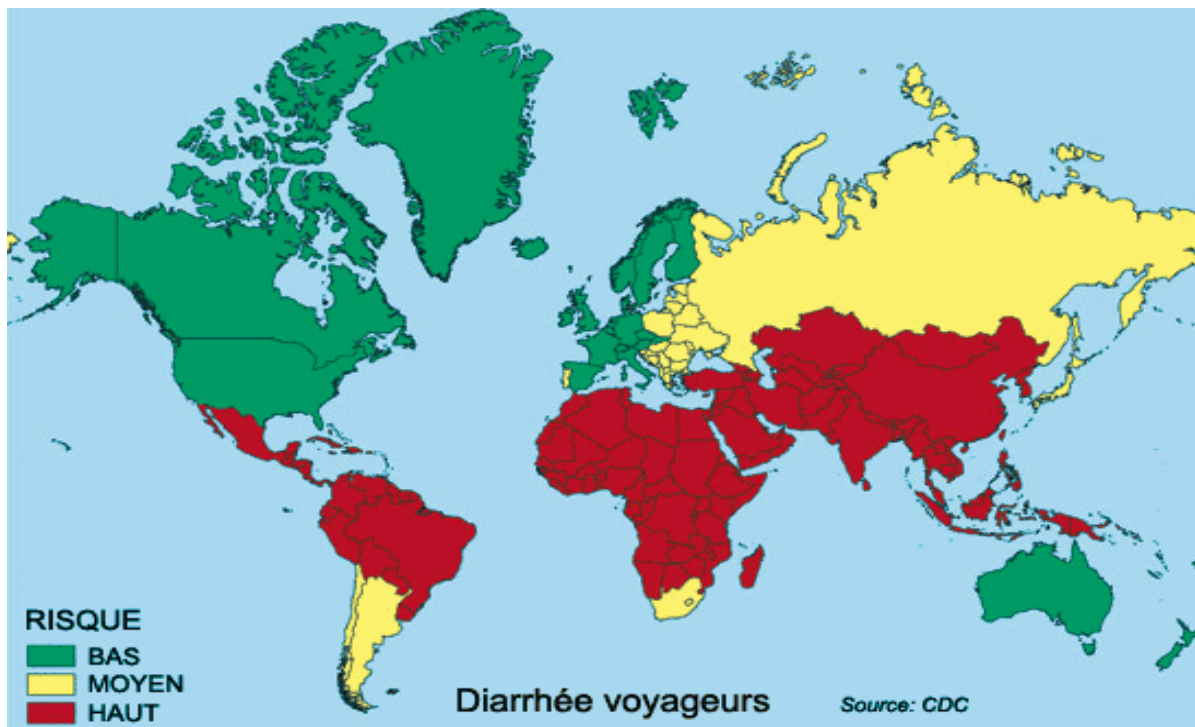 RISQUE
BAS
MOYEN
HAUT
Diarrhée voyageurs
Source: CDC